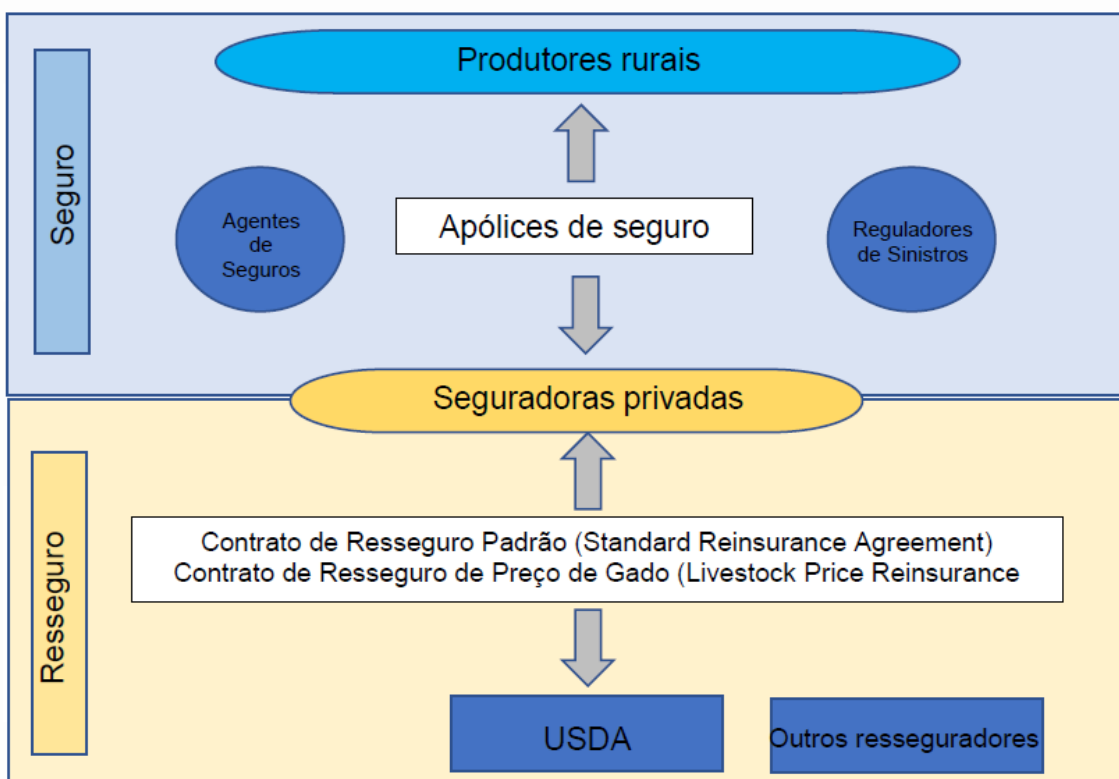 Produtores rurais
Seguro
Agentes
de
Seguros
Apólices de seguro
Reguladores
de Sinistros
Seguradoras privadas
Resseguro
Contrato de Resseguro Padrão (Standard Reinsurance Agreement)
Contrato de Resseguro de Preço de Gado (Livestock Price Reinsurance
USDA
Outros resseguradores